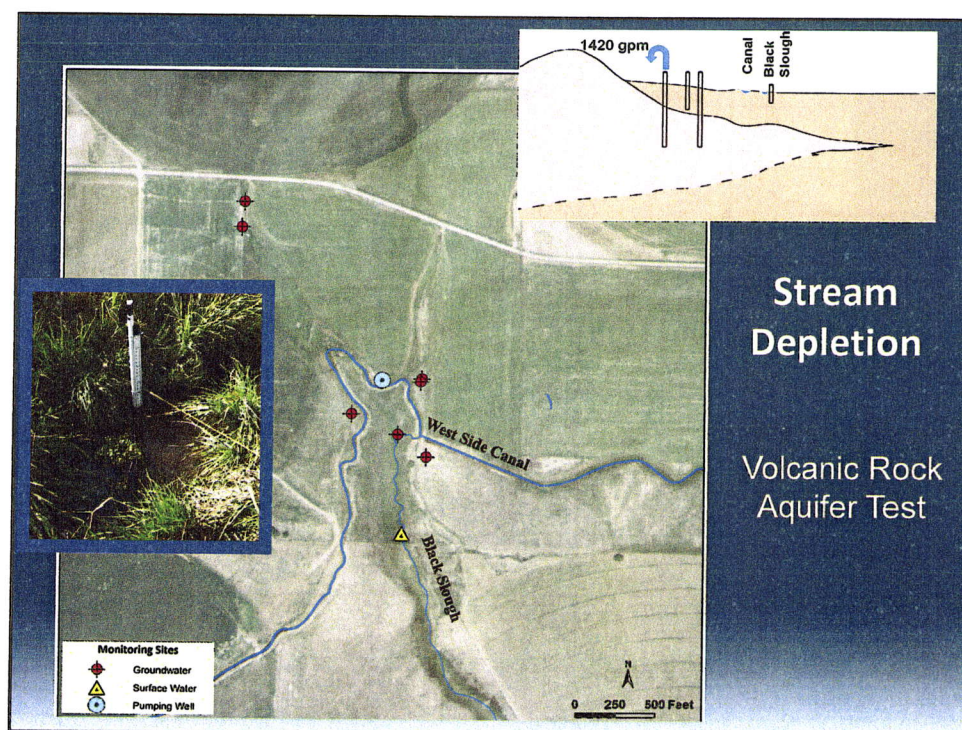 1420 gpm
Canal
Black
Slough
Stream
Depletion
Volcanic Rock
Aquifer Test
West Side Canal
Black Slough
Monitoring Sites
Groundwater
Surface Water
Pumping Well
N
0 250 500 Feet